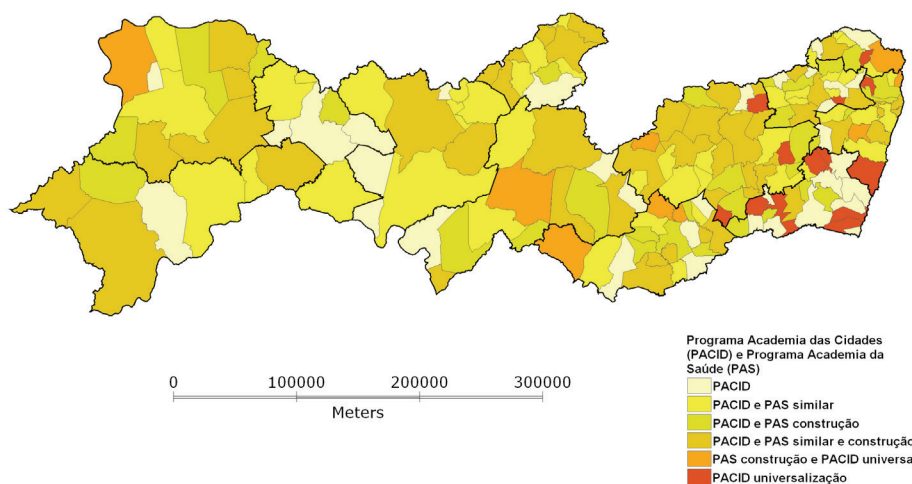 0 100000 200000 300000
Meters
Programa Academia das Cidades
(PACID) e Programa Academia da
Saúde (PAS)
PACID
PACID e PAS similar
PACID e PAS construção
PACID e PAS similar e construção
PAS construção e PACID universa
PACID universalização